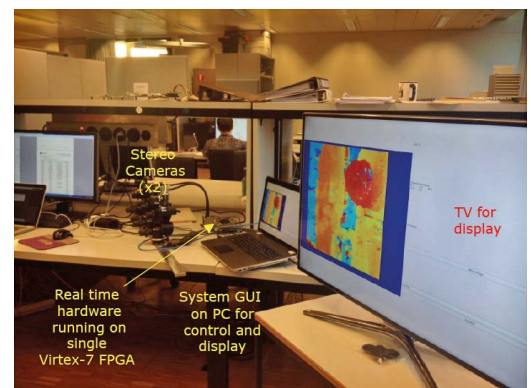 Stereo
Cameras
(x2)
TV for
display
Real time
hardware
running on
single
Virtex-7 FPGA
System GUI
on PC for
control and
display